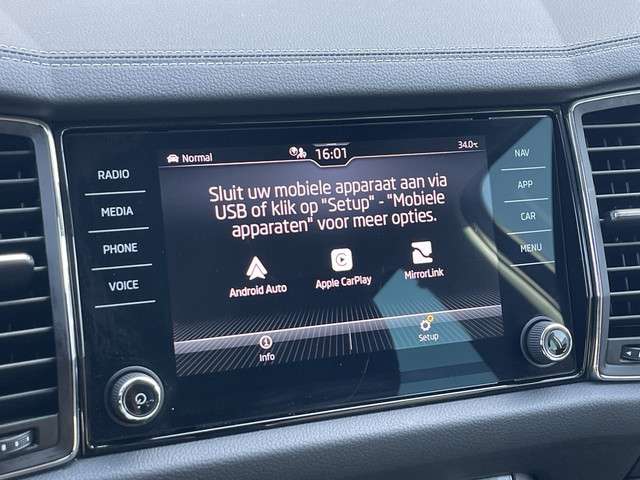 Normal
16:01
34.0°C
RADIO
MEDIA
PHONE
VOICE
Sluit uw mobiele apparaat aan via
USB of klik op "Setup" - "Mobiele
apparaten" voor meer opties.
Android Auto
Apple CarPlay
MirrorLink
Info
Setup
NAV
APP
CAR
MENU